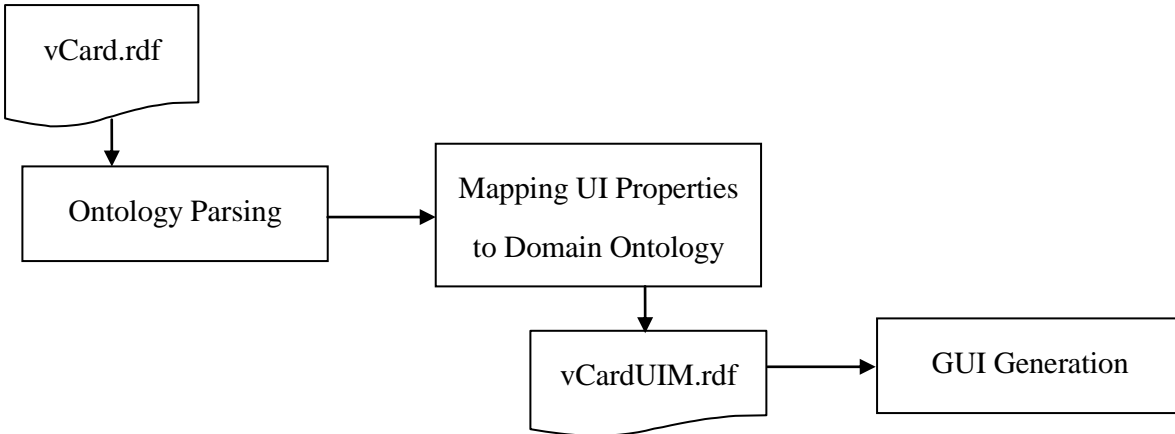 vCard.rdf
Ontology Parsing
Mapping UI Properties
to Domain Ontology
vCardUIM.rdf
GUI Generation